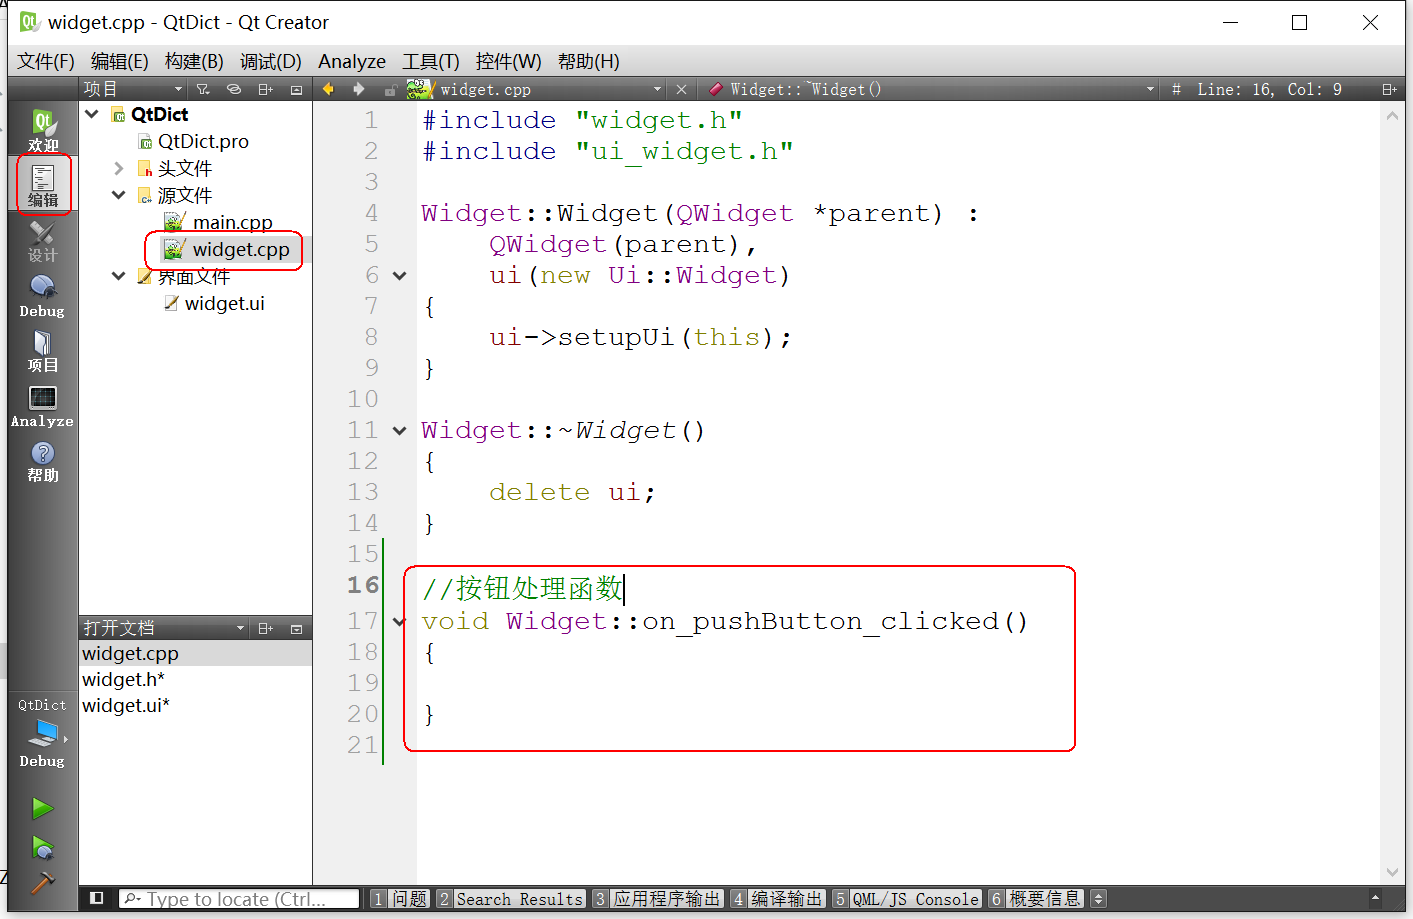 widget.cpp - QtDict - Qt Creator
文件(F) 编辑(E) 构建(B) 调试(D) Analyze 工具(T) 控件(W) 帮助(H)
项目
widget.cpp
Widget::~Widget()
# Line: 16, Col: 9
欢迎
编辑
设计
Debug
项目
Analyze
帮助
QtDict
Debug
QtDict
QtDict.pro
头文件
源文件
main.cpp
widget.cpp
界面文件
widget.ui
打开文档
widget.cpp
widget.h*
widget.ui*
1 #include "widget.h"
2 #include "ui_widget.h"
3
4 Widget::Widget(QWidget *parent) :
5 QWidget(parent),
6 ui(new Ui::Widget)
7 {
8 ui->setupUi(this);
9 }
10
11 Widget::~Widget()
12 {
13 delete ui;
14 }
15
16 //按钮处理函数
17 void Widget::on_pushButton_clicked()
18 {
19
20 }
21
Type to locate (Ctrl...
1 问题 2 Search Results 3 应用程序输出 4 编译输出 5 QML/JS Console 6 概要信息